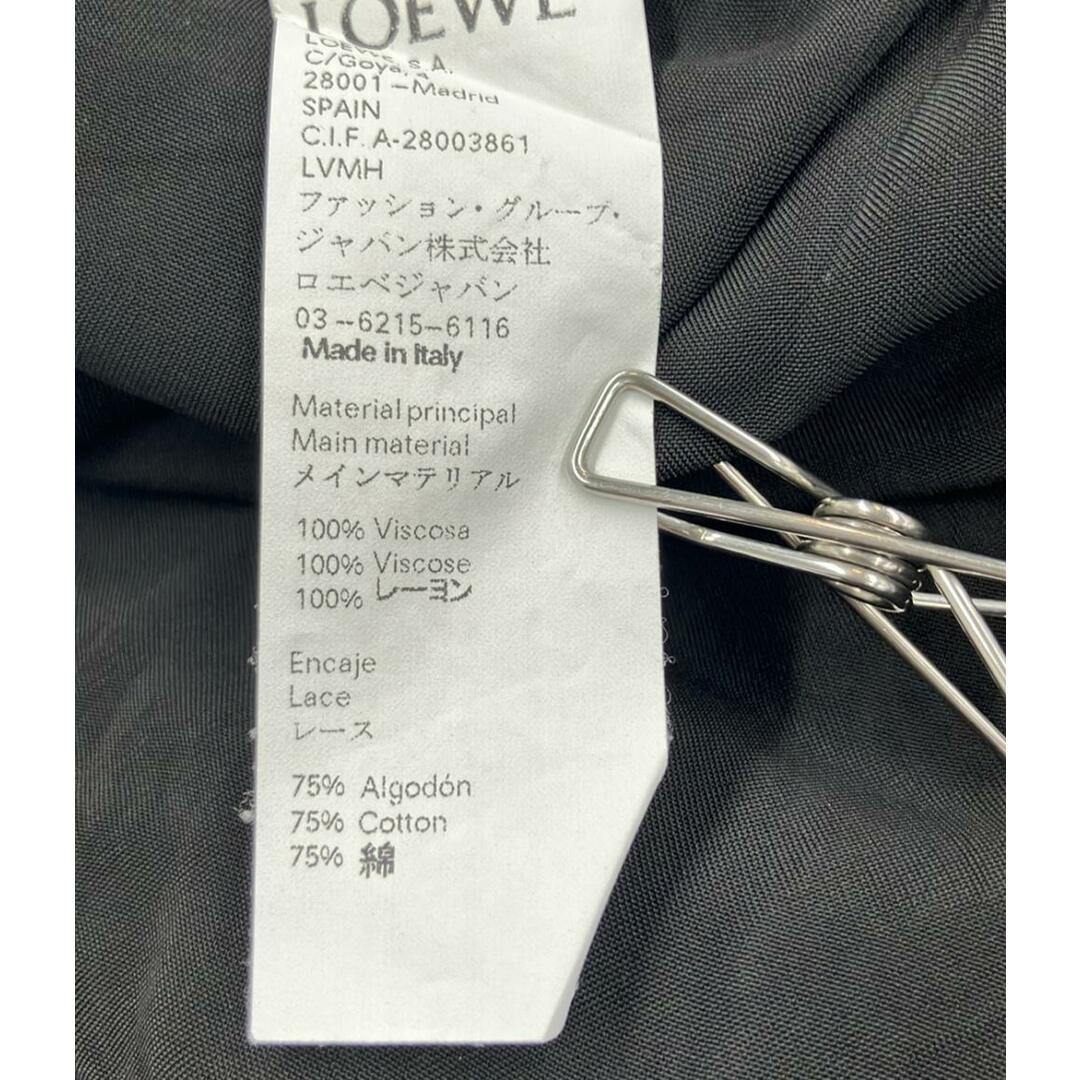 LOEWE
LOEWE, S.A.
C/Goya, 4
28001-Madrid
SPAIN
C.I.F. A-28003861
LVMH
ファッション・グループ・
ジャパン株式会社
ロエベジャパン
03-6215-6116
Made in Italy
Material principal
Main material
メインマテリアル
100% Viscosa
100% Viscose
100% レーヨン
Encaje
Lace
レース
75% Algodón
75% Cotton
75% 綿